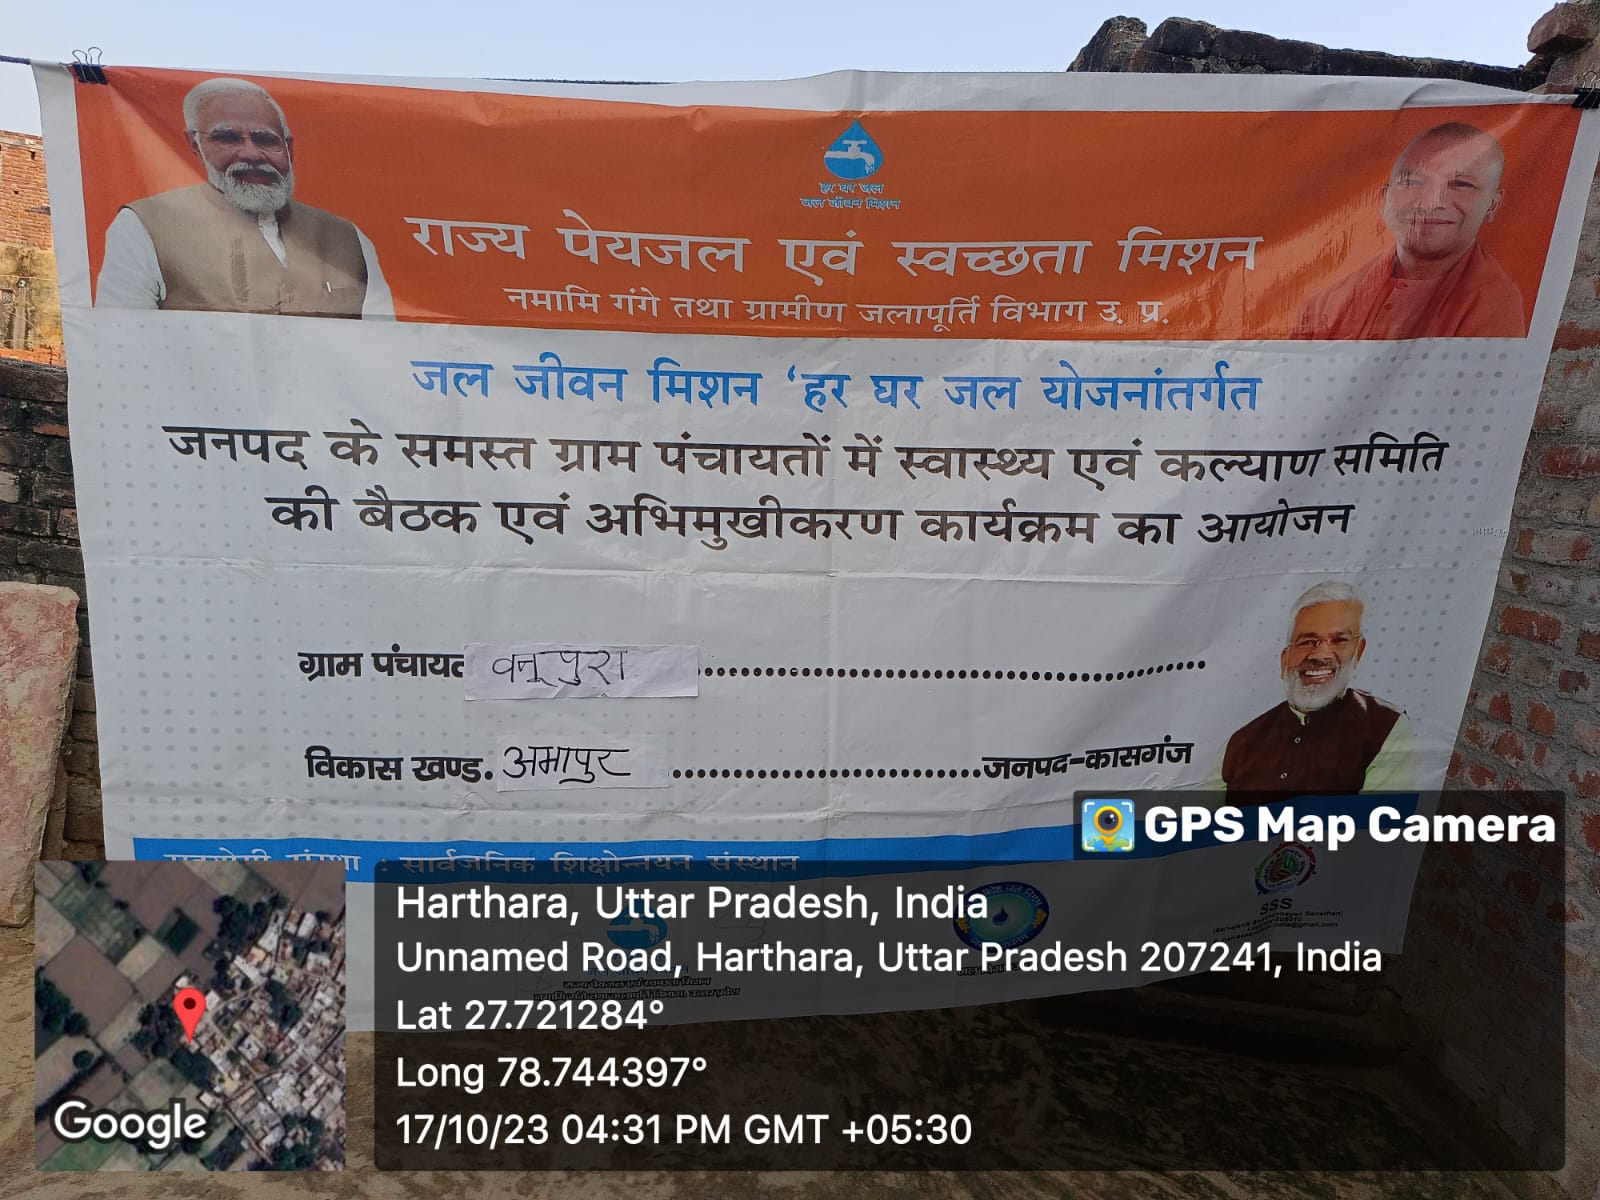 हर घर जल
जल जीवन मिशन
राज्य पेयजल एवं स्वच्छता मिशन
नमामि गंगे तथा ग्रामीण जलापूर्ति विभाग उ. प्र.
जल जीवन मिशन ‘हर घर जल योजनांतर्गत
जनपद के समस्त ग्राम पंचायतों में स्वास्थ्य एवं कल्याण समिति
की बैठक एवं अभिमुखीकरण कार्यक्रम का आयोजन
ग्राम पंचायत वनूपुरा
विकास खण्ड. अमापुर जनपद-कासगंज
सहयोगी संस्था : सार्वजनिक शिक्षोन्नयन संस्थान
SSS
GPS Map Camera
Harthara, Uttar Pradesh, India
Unnamed Road, Harthara, Uttar Pradesh 207241, India
Lat 27.721284°
Long 78.744397°
17/10/23 04:31 PM GMT +05:30
Google